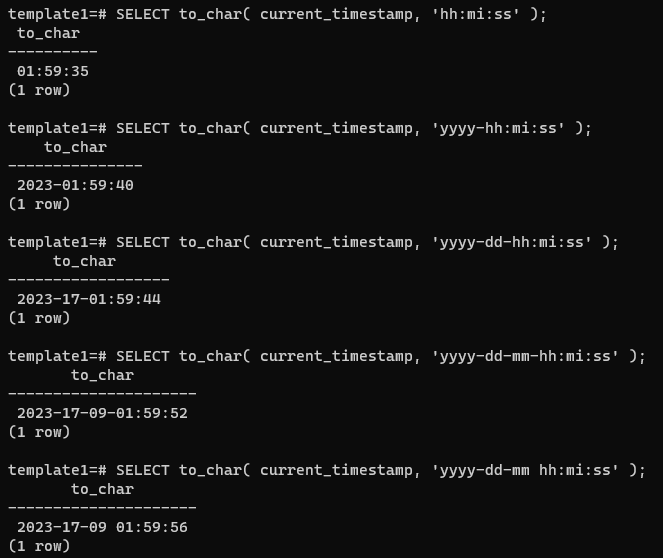 template1=# SELECT to_char( current_timestamp, 'hh:mi:ss' );
 to_char
----------
 01:59:35
(1 row)

template1=# SELECT to_char( current_timestamp, 'yyyy-hh:mi:ss' );
    to_char
---------------
 2023-01:59:40
(1 row)

template1=# SELECT to_char( current_timestamp, 'yyyy-dd-hh:mi:ss' );
     to_char
------------------
 2023-17-01:59:44
(1 row)

template1=# SELECT to_char( current_timestamp, 'yyyy-dd-mm-hh:mi:ss' );
       to_char
---------------------
 2023-17-09-01:59:52
(1 row)

template1=# SELECT to_char( current_timestamp, 'yyyy-dd-mm hh:mi:ss' );
       to_char
---------------------
 2023-17-09 01:59:56
(1 row)